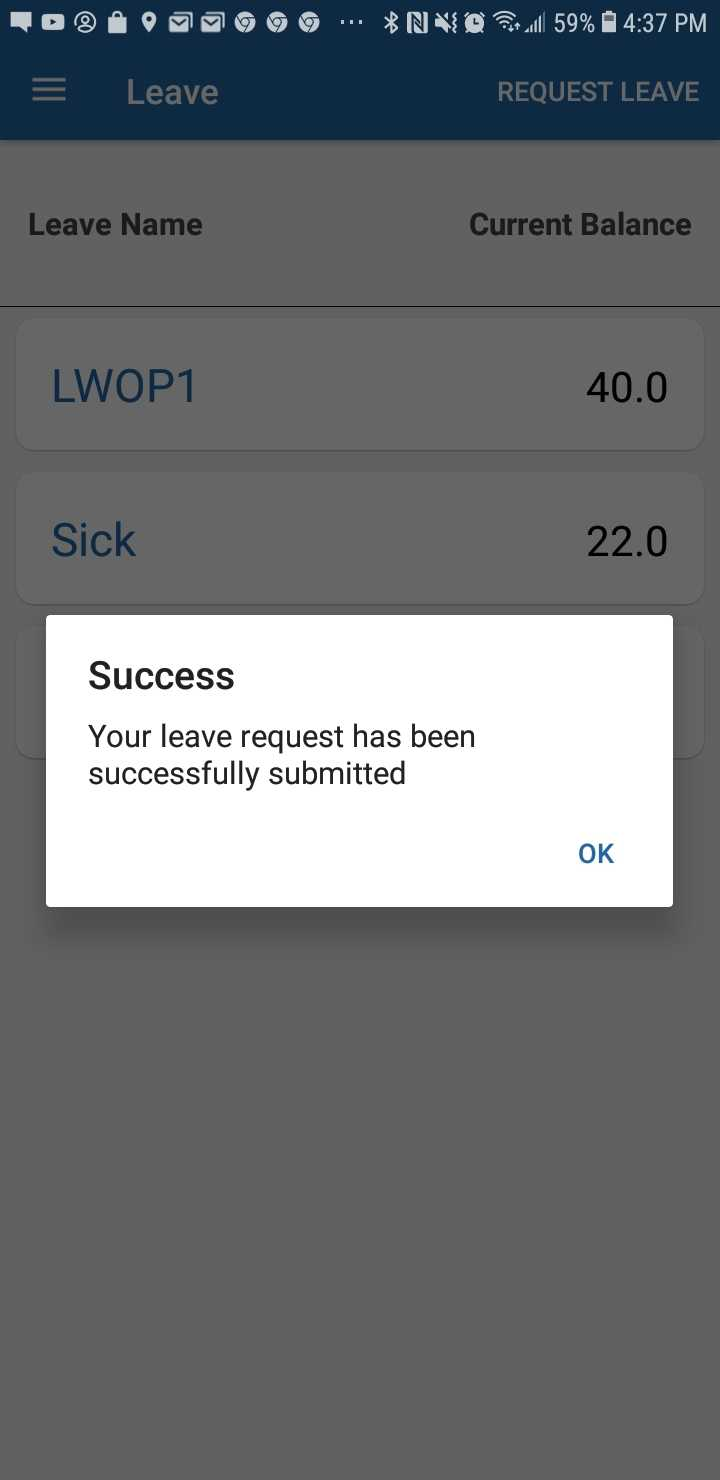 59% 4:37 PM
Leave REQUEST LEAVE
Leave Name Current Balance
LWOP1 40.0
Sick 22.0
Success
Your leave request has been
successfully submitted
OK